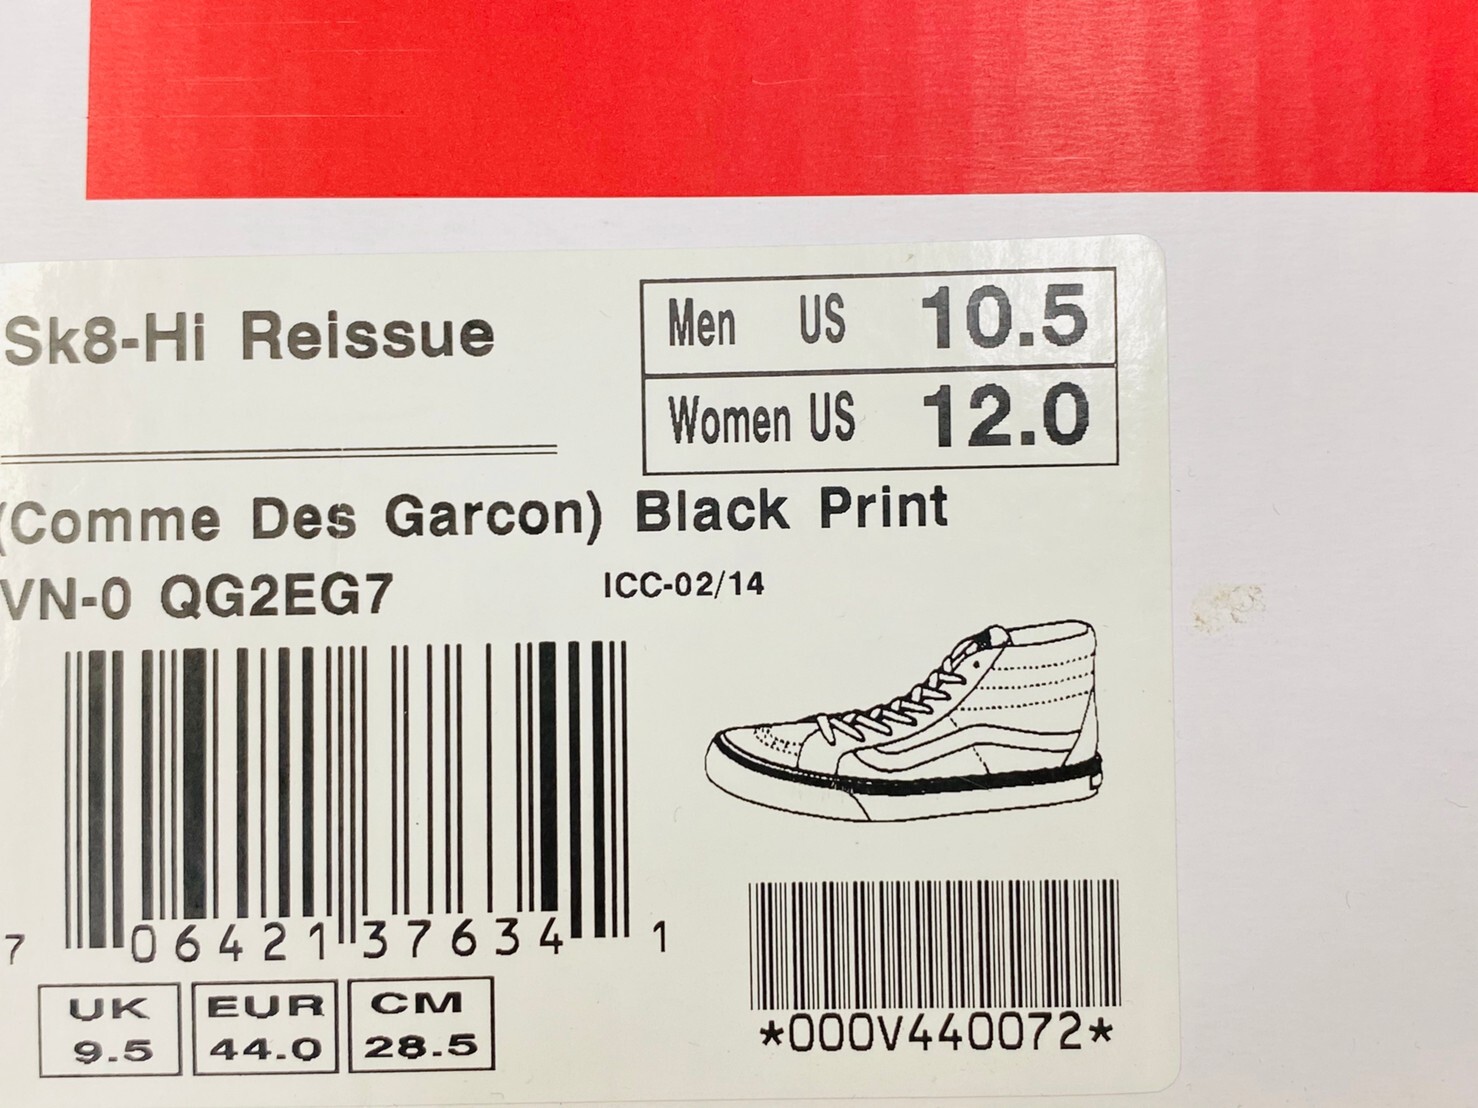 Sk8-Hi Reissue
Men US 10.5
Women US 12.0
(Comme Des Garcon) Black Print
VN-0 QG2EG7
ICC-02/14
7 06421 37634 1
*000V440072*
UK EUR CM
9.5 44.0 28.5